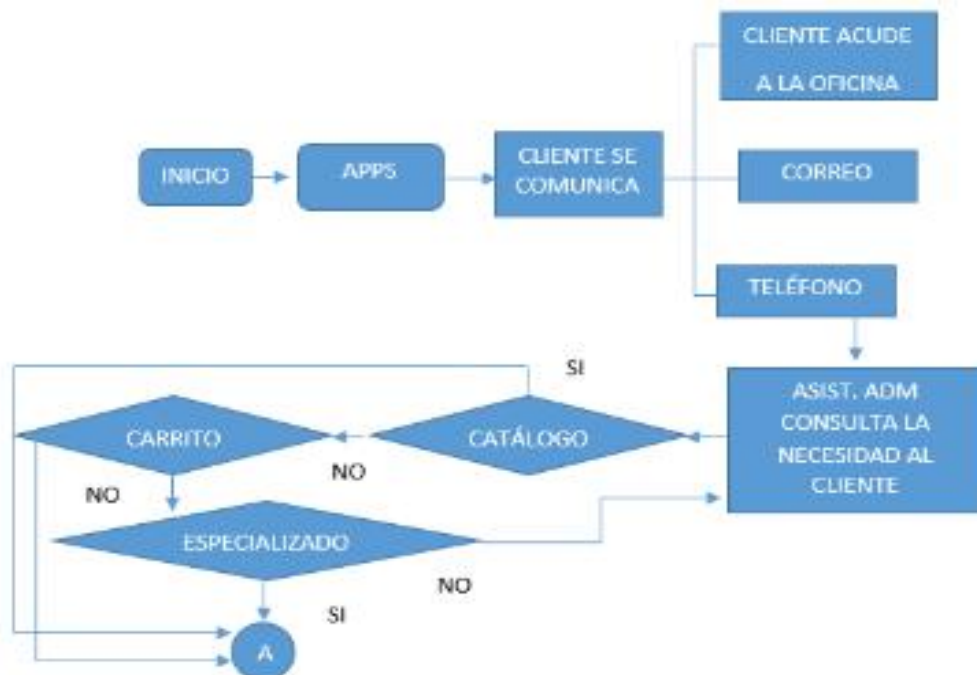 CLIENTE ACUDE
A LA OFICINA
INICIO
APPS
CLIENTE SE
COMUNICA
CORREO
TELÉFONO
SI
ASIST. ADM
CONSULTA LA
NECESIDAD AL
CLIENTE
CATÁLOGO
CARRITO
NO
NO
ESPECIALIZADO
NO
SI
A